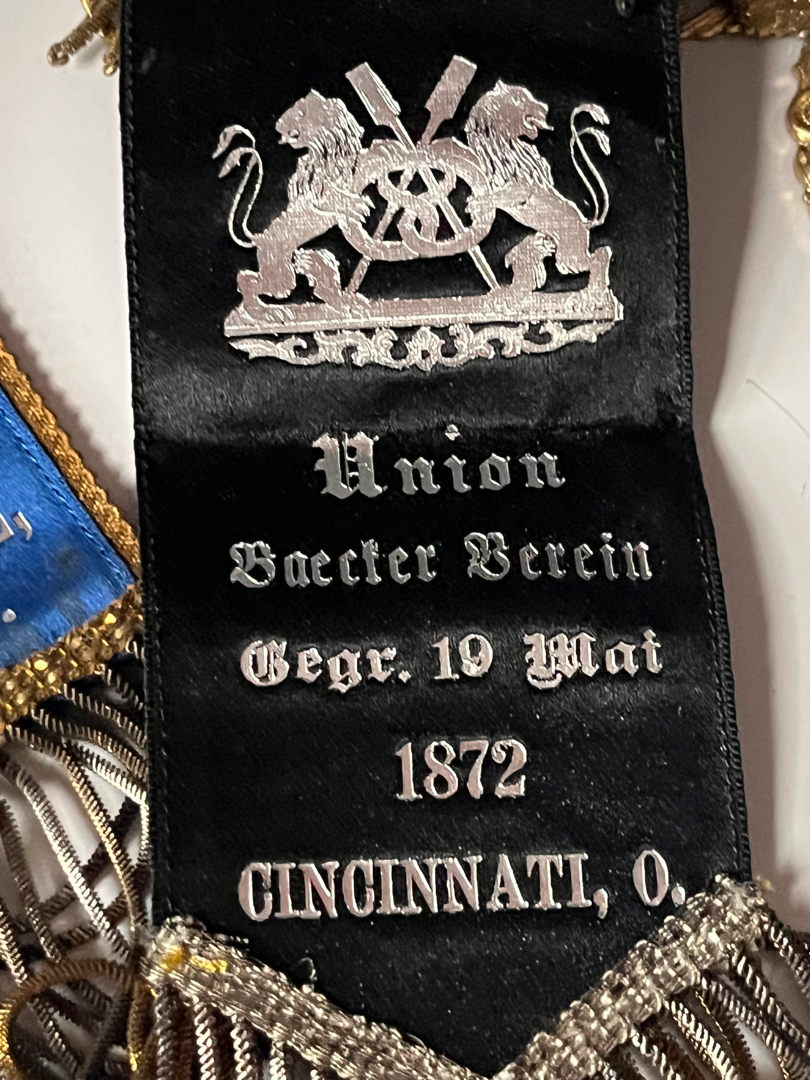 Union
Baecker Verein
Gegr. 19 Mai
1872
CINCINNATI, O.